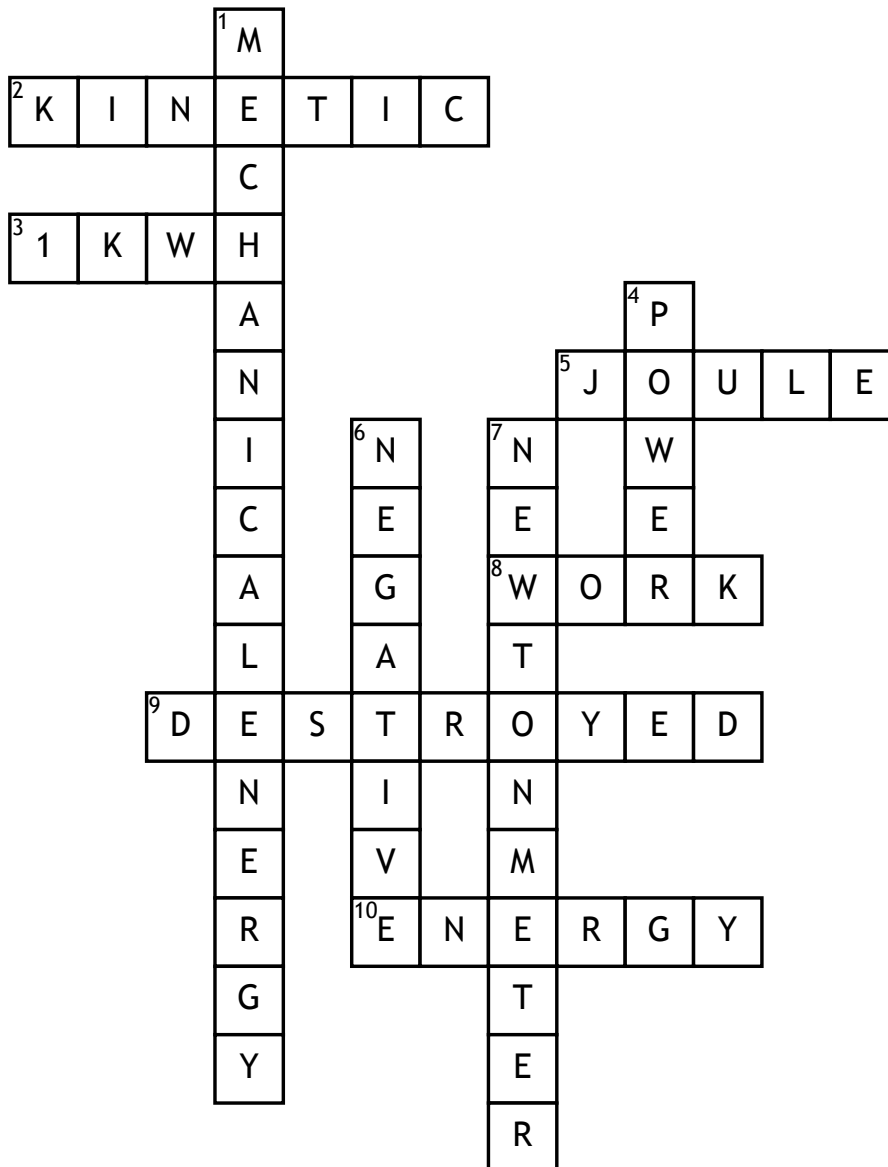 1 M
2 K I N E T I C
C
3 1 K W H
A 4 P
N 5 J O U L E
I 6 N 7 N W
C E E E
A G 8 W O R K
L A T
9 D E S T R O Y E D
N I N
E V M
R 10 E N E R G Y
G T
Y E
R